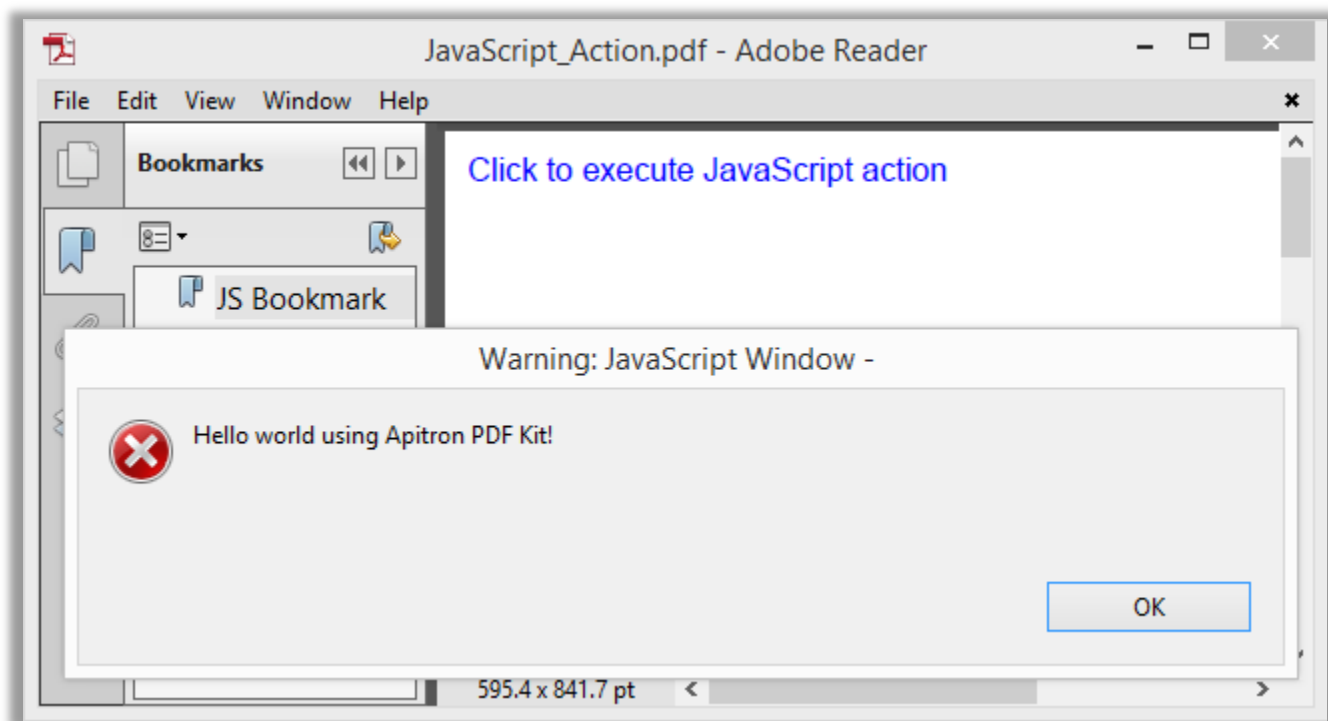 JavaScript_Action.pdf - Adobe Reader
File Edit View Window Help
Bookmarks
Click to execute JavaScript action
JS Bookmark
Warning: JavaScript Window -
Hello world using Apitron PDF Kit!
OK
595.4 x 841.7 pt